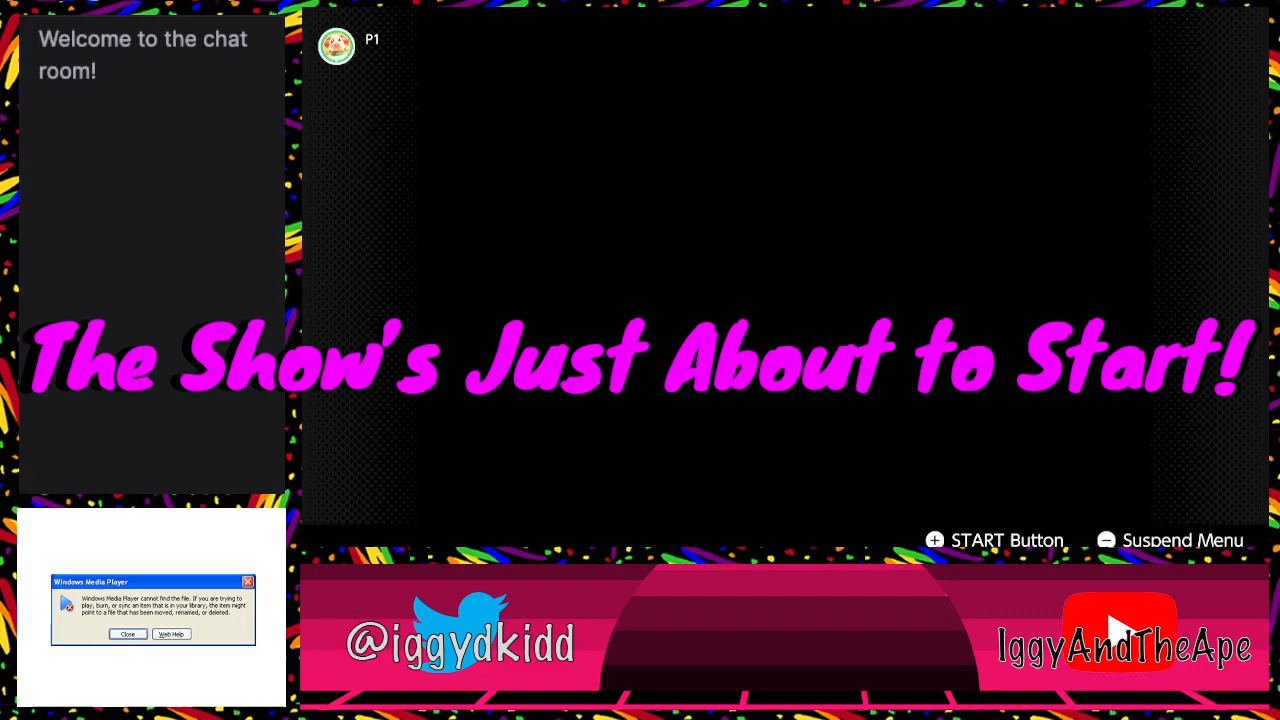 Welcome to the chat
room!
P1
The Show's Just About to Start!
START Button
Suspend Menu
Windows Media Player
Windows Media Player cannot find the file. If you are trying to
play, burn, or sync an item that is in your library, the item might
point to a file that has been moved, renamed, or deleted.
Close
Web Help
@iggydkidd
IggyAndTheApe